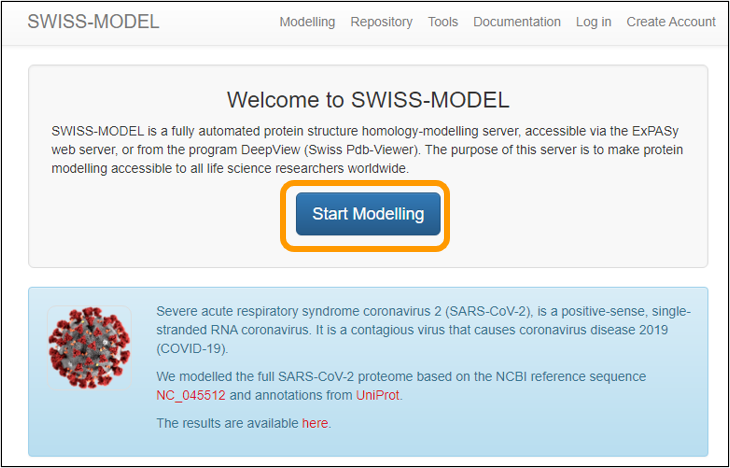 SWISS-MODEL Modelling Repository Tools Documentation Log in Create Account
Welcome to SWISS-MODEL
SWISS-MODEL is a fully automated protein structure homology-modelling server, accessible via the ExPASy
web server, or from the program DeepView (Swiss Pdb-Viewer). The purpose of this server is to make protein
modelling accessible to all life science researchers worldwide.
Start Modelling
Severe acute respiratory syndrome coronavirus 2 (SARS-CoV-2), is a positive-sense, single-
stranded RNA coronavirus. It is a contagious virus that causes coronavirus disease 2019
(COVID-19).
We modelled the full SARS-CoV-2 proteome based on the NCBI reference sequence
NC_045512 and annotations from UniProt.
The results are available here.